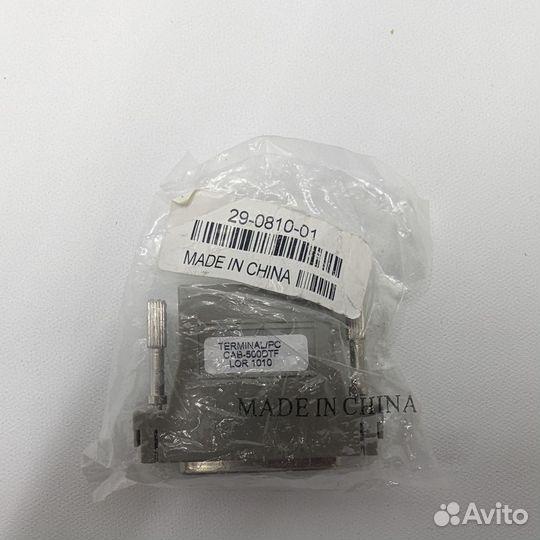 29-0810-01
MADE IN CHINA
TERMINAL/PC
CAB-500DTF
LOR 1010
MADE IN CHINA
Avito